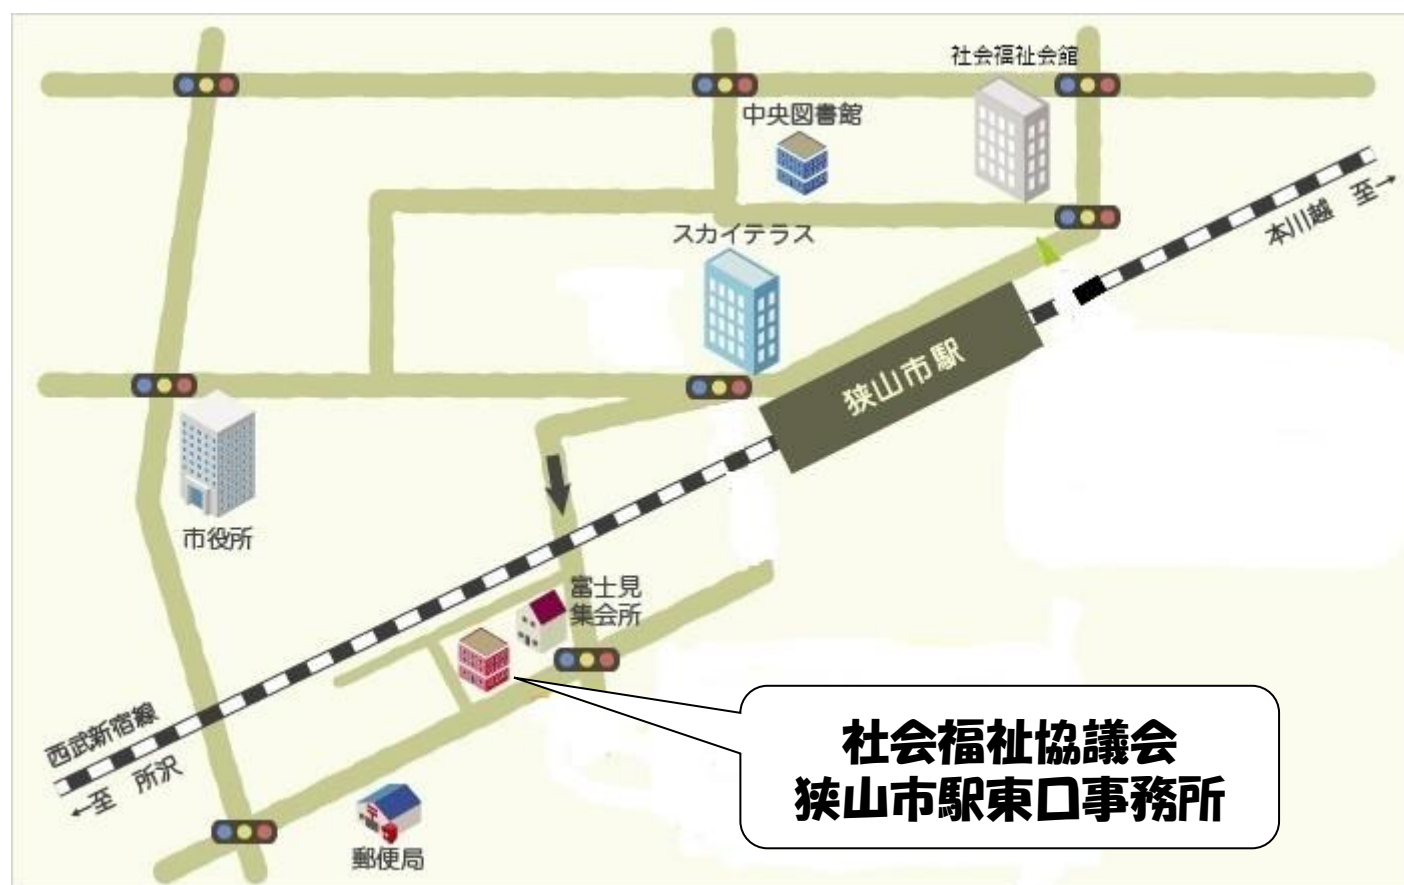 社会福祉会館
中央図書館
本川越 至→
スカイテラス
狭山市駅
市役所
富士見
集会所
西武新宿線
←至 所沢
社会福祉協議会
狭山市駅東口事務所
〒
郵便局